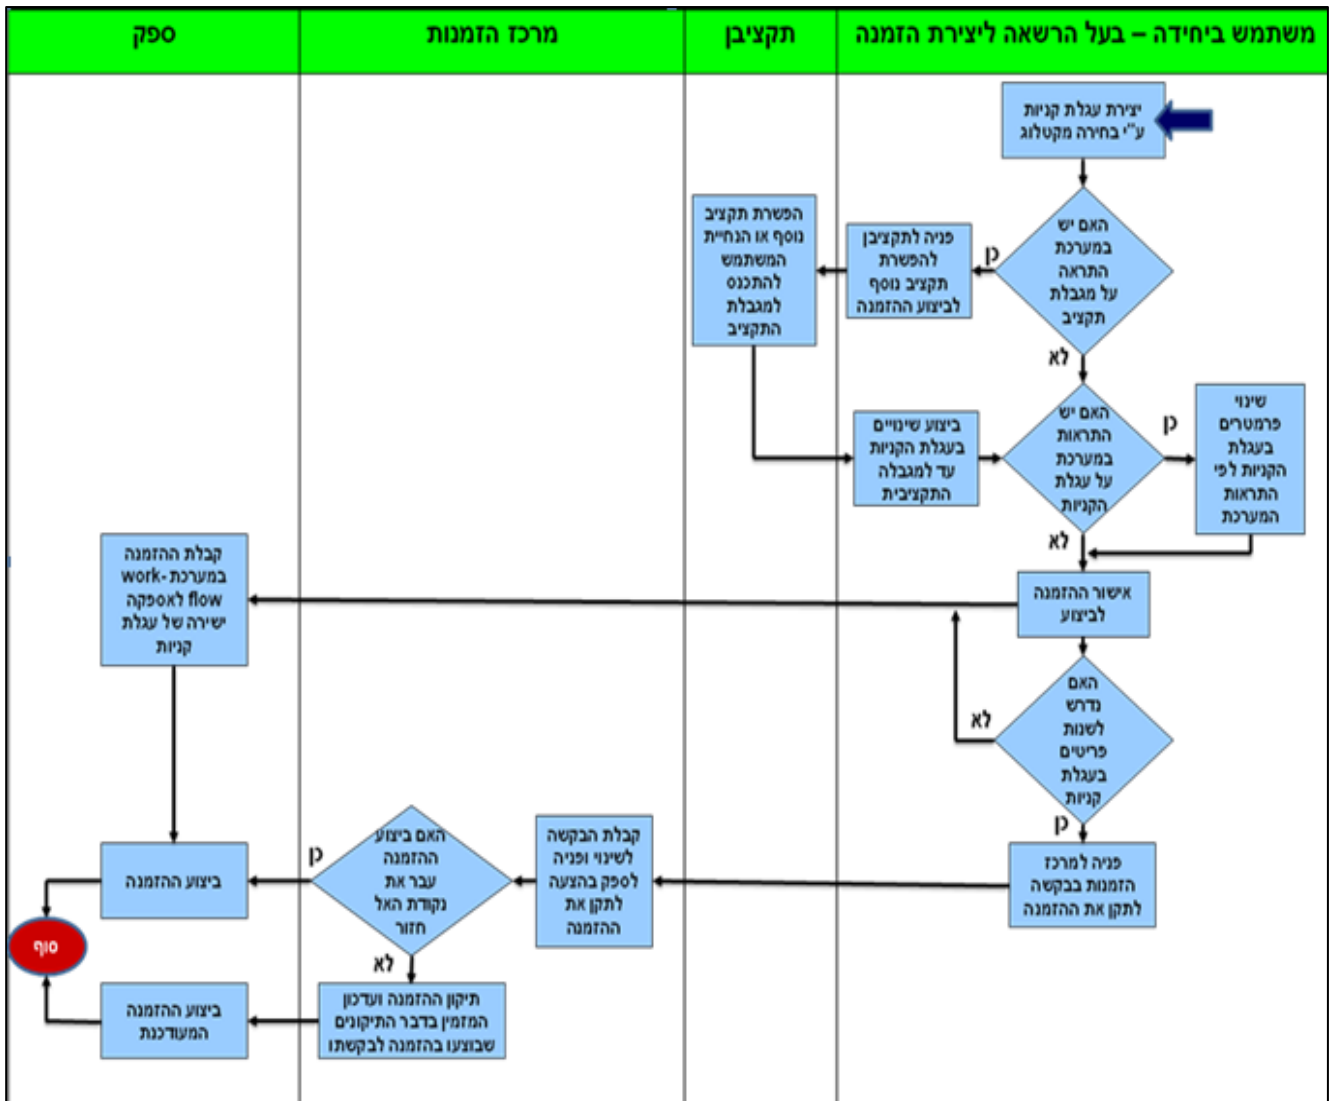 משתמש ביחידה – בעל הרשאה ליצירת הזמנה
תקציבן
מרכז הזמנות
ספק
יצירת עגלת קניות
ע"י בחירה מקטלוג
האם יש
במערכת
התראה
על מגבלת
תקציב
כן
פניה לתקציבן
להפשרת
תקציב נוסף
לביצוע ההזמנה
הפשרת תקציב
נוסף או הנחיית
המשתמש
להתכנס
למגבלת
התקציב
לא
ביצוע שינויים
בעגלת הקניות
עד למגבלה
התקציבית
האם יש
התראות
במערכת
על עגלת
הקניות
כן
שינוי
פרמטרים
בעגלת
הקניות לפי
התראות
המערכת
לא
אישור ההזמנה
לביצוע
קבלת ההזמנה
במערכת work-
flow לאספקה
ישירה של עגלת
קניות
האם
נדרש
לשנות
פריטים
בעגלת
קניות
לא
כן
פניה למרכז
הזמנות בבקשה
לתקן את ההזמנה
קבלת הבקשה
לשינוי ופניה
לספק בהצעה
לתקן את
ההזמנה
האם ביצוע
ההזמנה
עבר את
נקודת האל
חזור
כן
ביצוע ההזמנה
לא
תיקון ההזמנה ועדכון
המזמין בדבר התיקונים
שבוצעו בהזמנה לבקשתו
ביצוע ההזמנה
המעודכנת
סוף